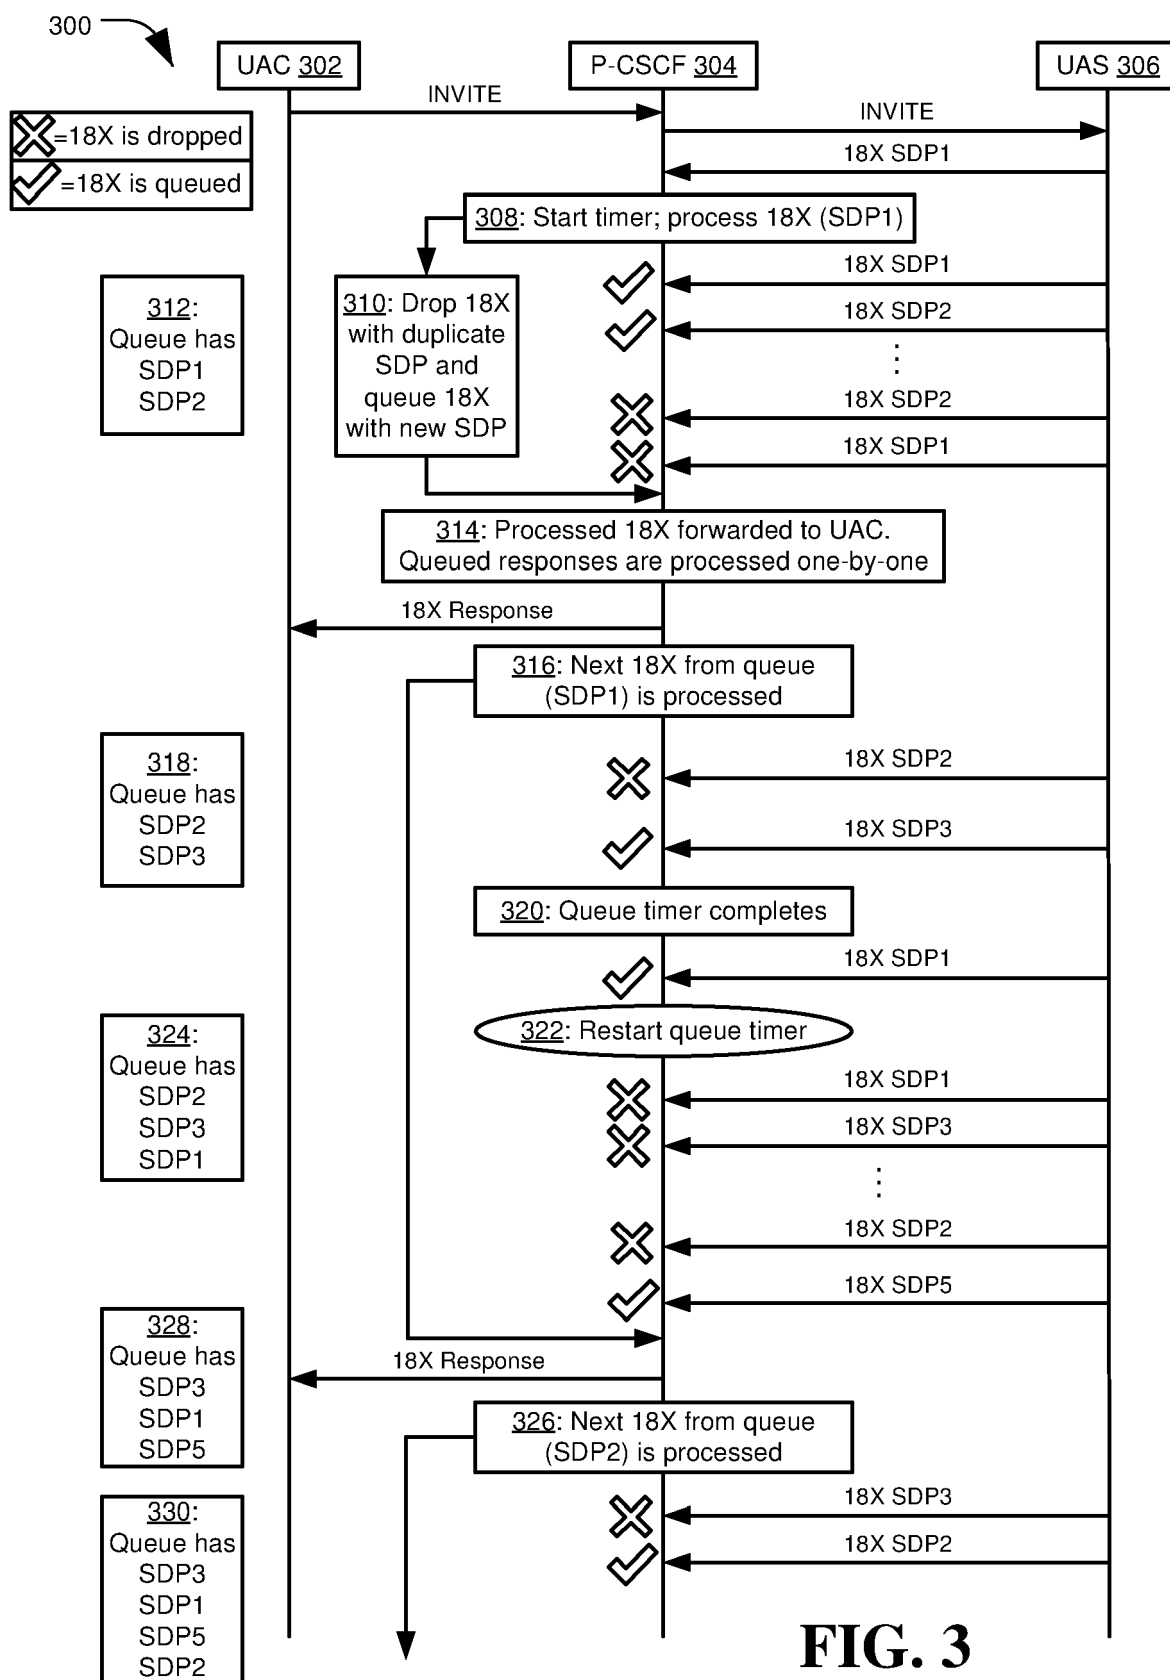 300
UAC 302
P-CSCF 304
UAS 306
INVITE
INVITE
=18X is dropped
=18X is queued
18X SDP1
308: Start timer; process 18X (SDP1)
18X SDP1
310: Drop 18X
with duplicate
SDP and
queue 18X
with new SDP
312:
Queue has
SDP1
SDP2
18X SDP2
18X SDP2
18X SDP1
314: Processed 18X forwarded to UAC.
Queued responses are processed one-by-one
18X Response
316: Next 18X from queue
(SDP1) is processed
318:
Queue has
SDP2
SDP3
18X SDP2
18X SDP3
320: Queue timer completes
18X SDP1
322: Restart queue timer
324:
Queue has
SDP2
SDP3
SDP1
18X SDP1
18X SDP3
18X SDP2
18X SDP5
328:
Queue has
SDP3
SDP1
SDP5
18X Response
326: Next 18X from queue
(SDP2) is processed
330:
Queue has
SDP3
SDP1
SDP5
SDP2
18X SDP3
18X SDP2
FIG. 3